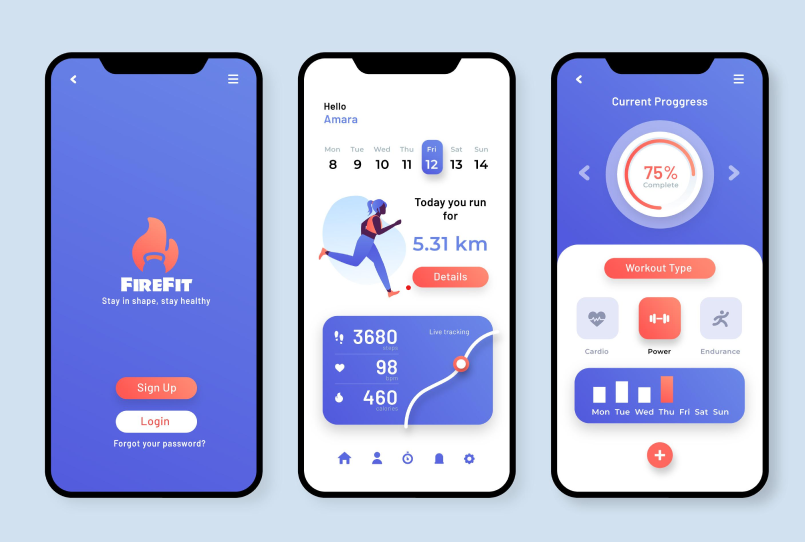 FIREFIT
Stay in shape, stay healthy
Sign Up
Login
Forgot your password?
Hello
Amara
Mon Tue Wed Thu Fri Sat Sun
8 9 10 11 12 13 14
Today you run
for
5.31 km
Details
3680
steps
Live tracking
98
bpm
460
calories
Current Proggress
75%
Complete
Workout Type
Cardio Power Endurance
Mon Tue Wed Thu Fri Sat Sun